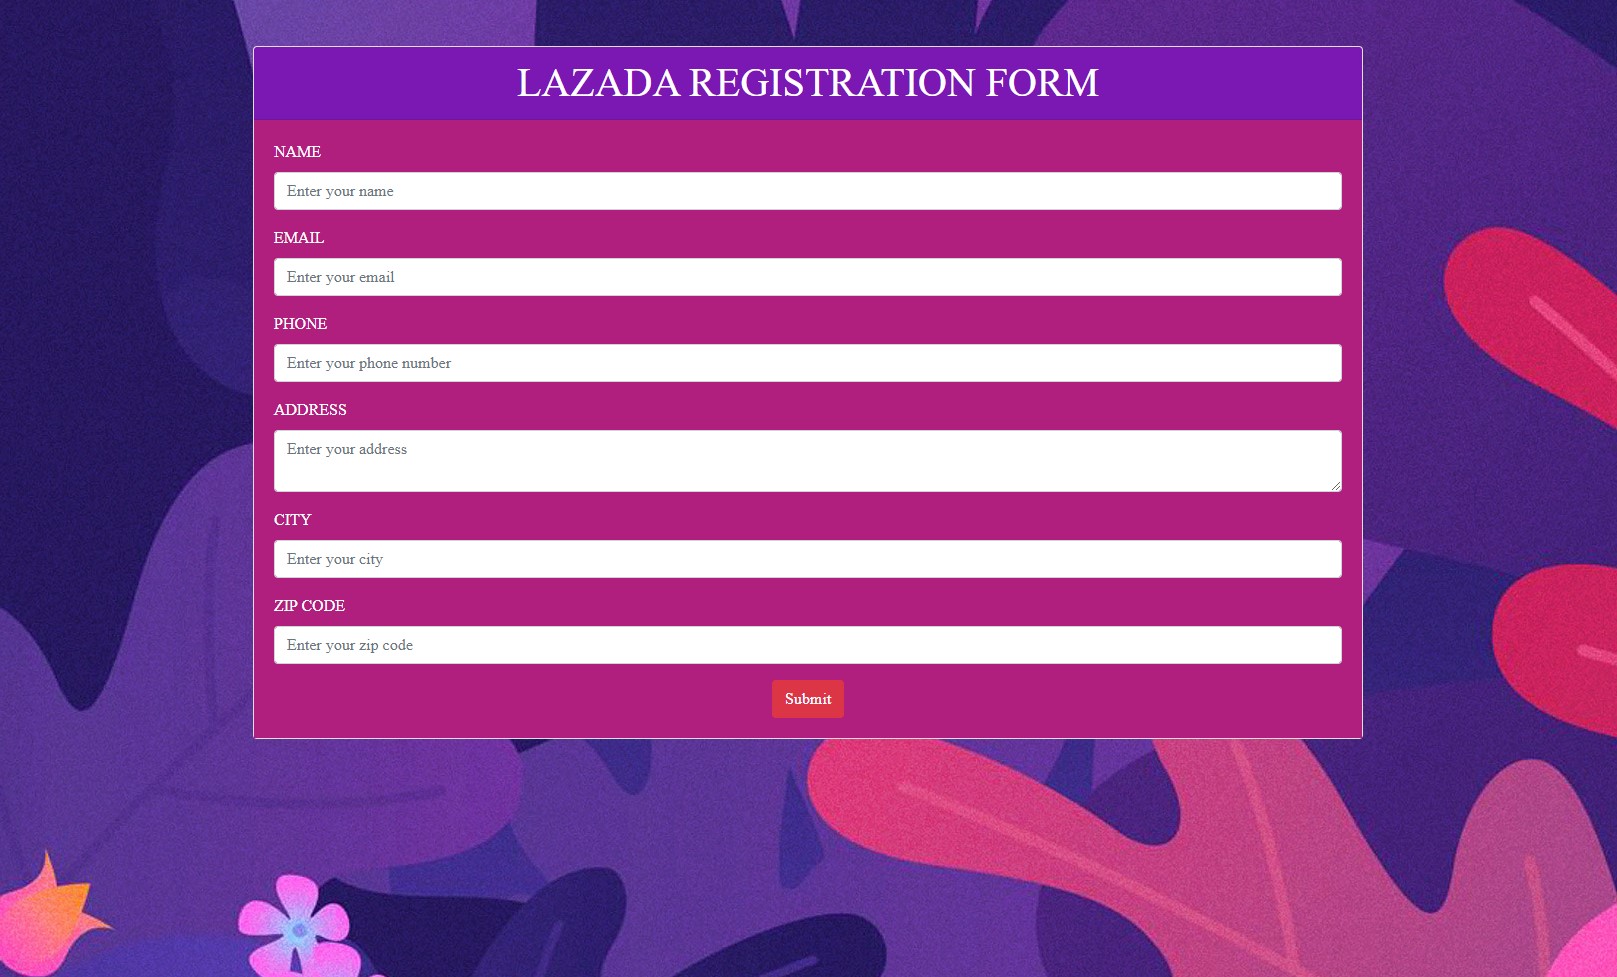 LAZADA REGISTRATION FORM
NAME
Enter your name
EMAIL
Enter your email
PHONE
Enter your phone number
ADDRESS
Enter your address
CITY
Enter your city
ZIP CODE
Enter your zip code
Submit